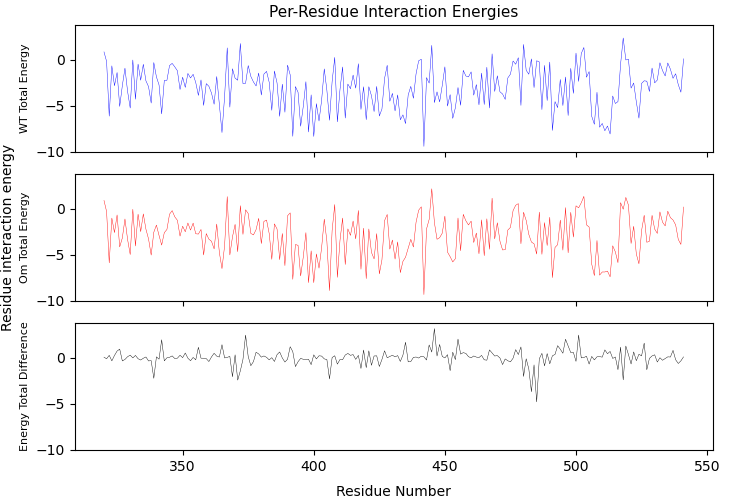 Per-Residue Interaction Energies
Residue interaction energy
WT Total Energy
0
−5
−10
Om Total Energy
0
−5
−10
Energy Total Difference
0
−5
−10
350 400 450 500 550
Residue Number